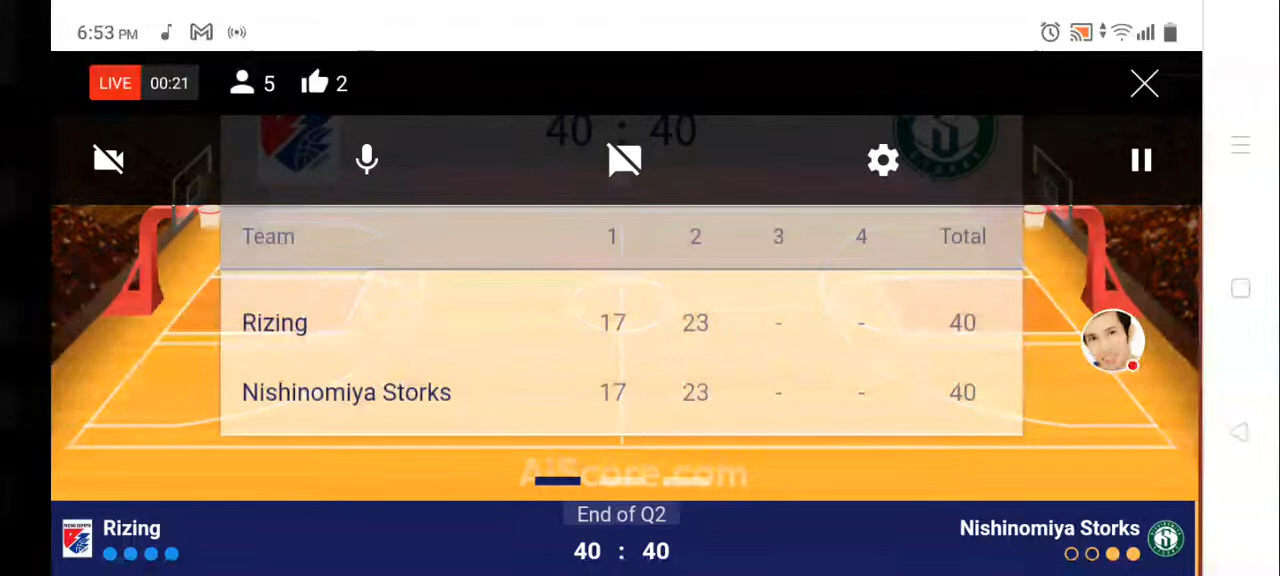 6:53 PM
LIVE 00:21 5 2
40 : 40
Team 1 2 3 4 Total
Rizing 17 23 - - 40
Nishinomiya Storks 17 23 - - 40
AiScore.com
End of Q2
Rizing 40 : 40 Nishinomiya Storks